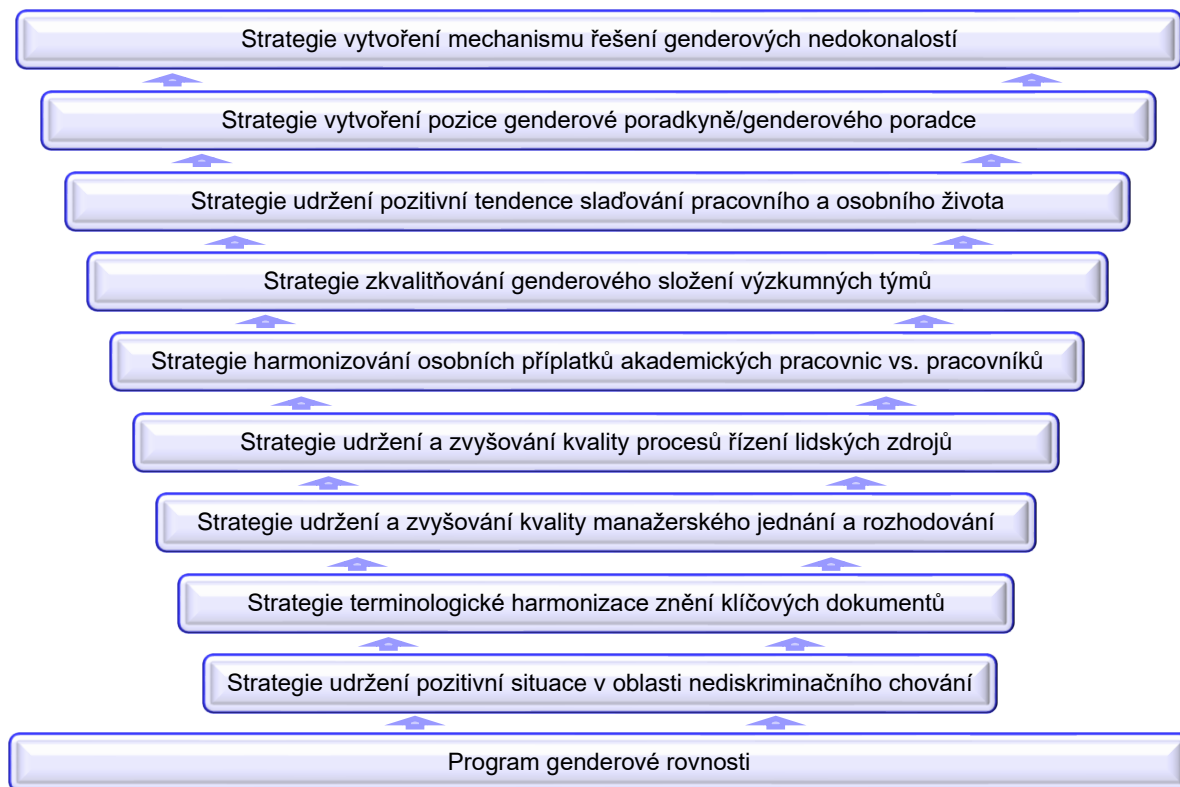 Strategie vytvoření mechanismu řešení genderových nedokonalostí
Strategie vytvoření pozice genderové poradkyně/genderového poradce
Strategie udržení pozitivní tendence slaďování pracovního a osobního života
Strategie zkvalitňování genderového složení výzkumných týmů
Strategie harmonizování osobních příplatků akademických pracovnic vs. pracovníků
Strategie udržení a zvyšování kvality procesů řízení lidských zdrojů
Strategie udržení a zvyšování kvality manažerského jednání a rozhodování
Strategie terminologické harmonizace znění klíčových dokumentů
Strategie udržení pozitivní situace v oblasti nediskriminačního chování
Program genderové rovnosti